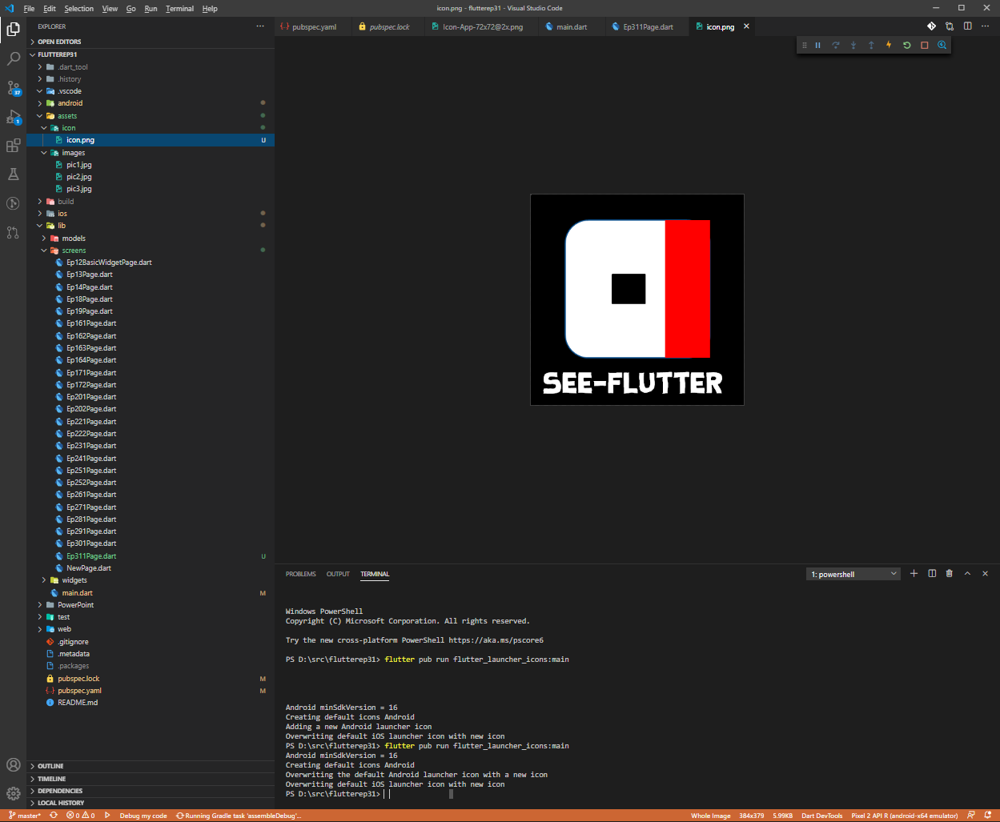 File Edit Selection View Go Run Terminal Help
icon.png - flutterep31 - Visual Studio Code
EXPLORER
pubspec.yaml
pubspec.lock
Icon-App-72x72@2x.png
main.dart
Ep311Page.dart
icon.png
OPEN EDITORS
FLUTTEREP31
.dart_tool
.history
.vscode
android
assets
icon
icon.png U
images
pic1.jpg
pic2.jpg
pic3.jpg
build
ios
lib
models
screens
Ep12BasicWidgetPage.dart
Ep13Page.dart
Ep14Page.dart
Ep18Page.dart
Ep19Page.dart
Ep161Page.dart
Ep162Page.dart
Ep163Page.dart
Ep164Page.dart
Ep171Page.dart
Ep172Page.dart
Ep201Page.dart
Ep202Page.dart
Ep221Page.dart
Ep222Page.dart
Ep231Page.dart
Ep241Page.dart
Ep251Page.dart
Ep252Page.dart
Ep261Page.dart
Ep271Page.dart
Ep281Page.dart
Ep291Page.dart
Ep301Page.dart
Ep311Page.dart U
NewPage.dart
widgets
main.dart M
PowerPoint
test
web
.gitignore
.metadata
.packages
pubspec.lock M
pubspec.yaml M
README.md
OUTLINE
TIMELINE
DEPENDENCIES
LOCAL HISTORY
37
1
SEE-FLUTTER
PROBLEMS OUTPUT TERMINAL
1: powershell
Windows PowerShell
Copyright (C) Microsoft Corporation. All rights reserved.
Try the new cross-platform PowerShell https://aka.ms/pscore6
PS D:\src\flutterep31> flutter pub run flutter_launcher_icons:main
Android minSdkVersion = 16
Creating default icons Android
Adding a new Android launcher icon
Overwriting default iOS launcher icon with new icon
PS D:\src\flutterep31> flutter pub run flutter_launcher_icons:main
Android minSdkVersion = 16
Creating default icons Android
Overwriting the default Android launcher icon with a new icon
Overwriting default iOS launcher icon with new icon
PS D:\src\flutterep31>
master* 0 0 Debug my code Running Gradle task 'assembleDebug'... Whole Image 384x379 5.99KB Dart DevTools Pixel 2 API R (android-x64 emulator)